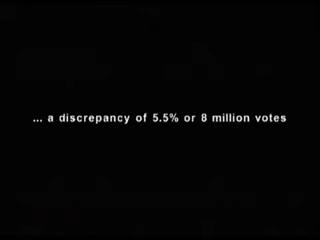 ... a discrepancy of 5.5% or 8 million votes